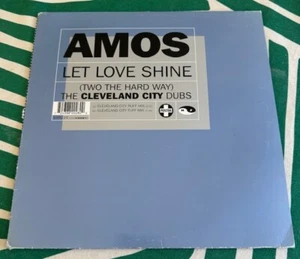 AMOS
LET LOVE SHINE
(TWO THE HARD WAY)
THE CLEVELAND CITY DUBS